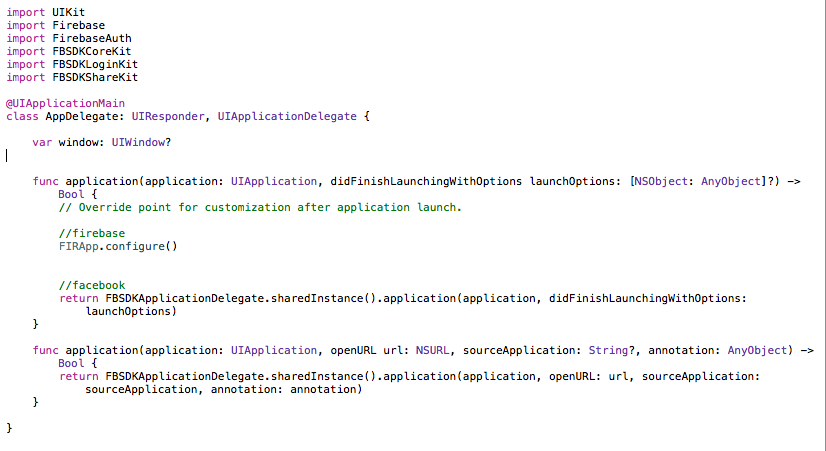 import UIKit
import Firebase
import FirebaseAuth
import FBSDKCoreKit
import FBSDKLoginKit
import FBSDKShareKit
@UIApplicationMain
class AppDelegate: UIResponder, UIApplicationDelegate {
var window: UIWindow?
func application(application: UIApplication, didFinishLaunchingWithOptions launchOptions: [NSObject: AnyObject]?) ->
Bool {
// Override point for customization after application launch.
//firebase
FIRApp.configure()
//facebook
return FBSDKApplicationDelegate.sharedInstance().application(application, didFinishLaunchingWithOptions:
launchOptions)
}
func application(application: UIApplication, openURL url: NSURL, sourceApplication: String?, annotation: AnyObject) ->
Bool {
return FBSDKApplicationDelegate.sharedInstance().application(application, openURL: url, sourceApplication:
sourceApplication, annotation: annotation)
}
}